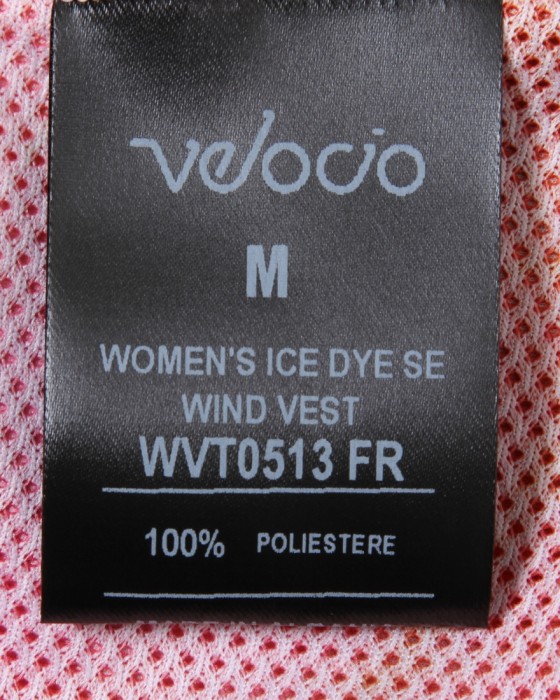 velocio
M
WOMEN'S ICE DYE SE
WIND VEST
WVT0513 FR
100% POLIESTERE